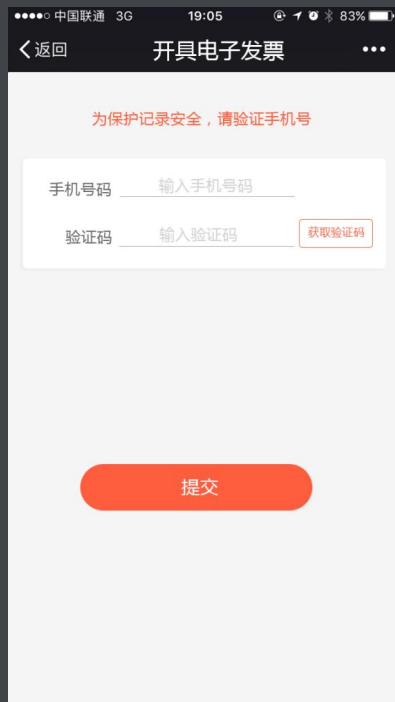 中国联通 3G 19:05 83%
返回 开具电子发票
为保护记录安全，请验证手机号
手机号码 输入手机号码
验证码 输入验证码 获取验证码
提交